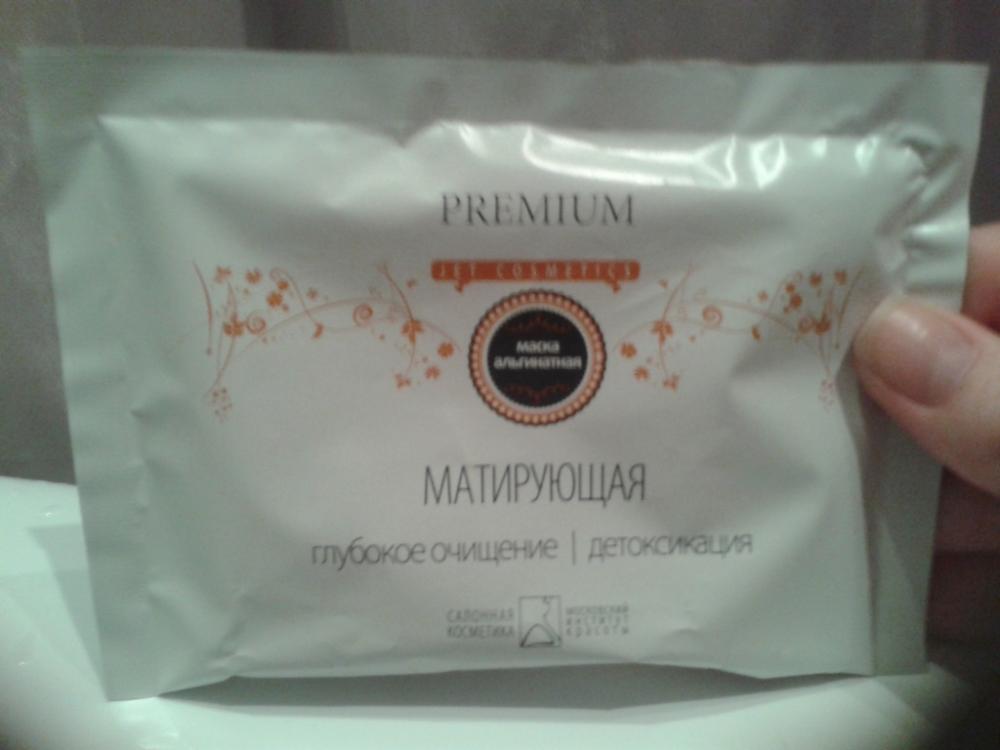 PREMIUM
JET COSMETICS
маска
альгинатная
МАТИРУЮЩАЯ
глубокое очищение | детоксикация
САЛОННАЯ
КОСМЕТИКА
МОСКОВСКИЙ
ИНСТИТУТ
красоты